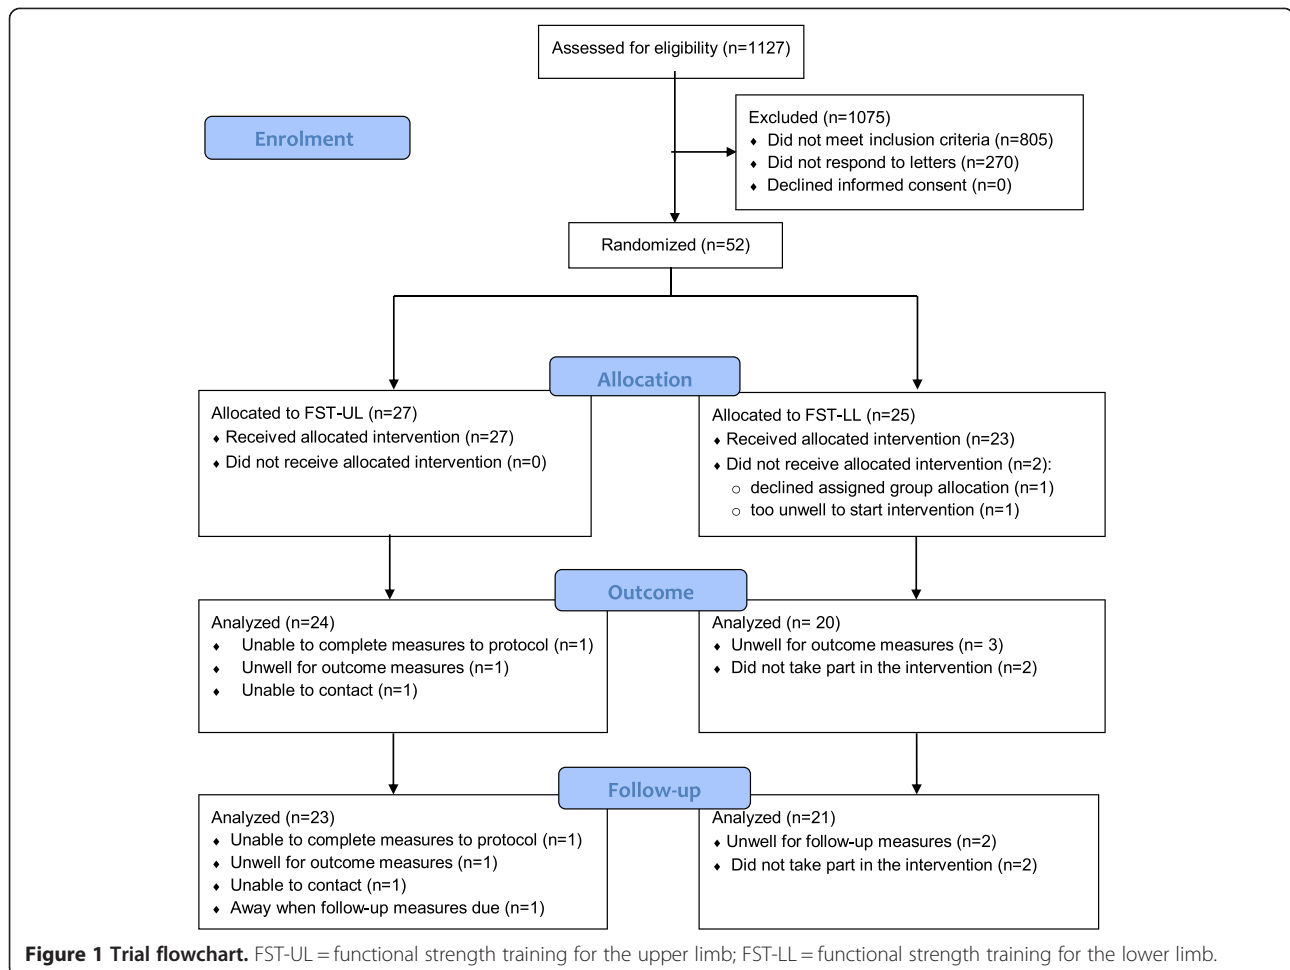 Assessed for eligibility (n=1127)
Enrolment
Excluded (n=1075)
♦ Did not meet inclusion criteria (n=805)
♦ Did not respond to letters (n=270)
♦ Declined informed consent (n=0)
Randomized (n=52)
Allocation
Allocated to FST-UL (n=27)
♦ Received allocated intervention (n=27)
♦ Did not receive allocated intervention (n=0)
Allocated to FST-LL (n=25)
♦ Received allocated intervention (n=23)
♦ Did not receive allocated intervention (n=2):
○ declined assigned group allocation (n=1)
○ too unwell to start intervention (n=1)
Outcome
Analyzed (n=24)
♦ Unable to complete measures to protocol (n=1)
♦ Unwell for outcome measures (n=1)
♦ Unable to contact (n=1)
Analyzed (n= 20)
♦ Unwell for outcome measures (n= 3)
♦ Did not take part in the intervention (n=2)
Follow-up
Analyzed (n=23)
♦ Unable to complete measures to protocol (n=1)
♦ Unwell for outcome measures (n=1)
♦ Unable to contact (n=1)
♦ Away when follow-up measures due (n=1)
Analyzed (n=21)
♦ Unwell for follow-up measures (n=2)
♦ Did not take part in the intervention (n=2)
Figure 1 Trial flowchart. FST-UL = functional strength training for the upper limb; FST-LL = functional strength training for the lower limb.